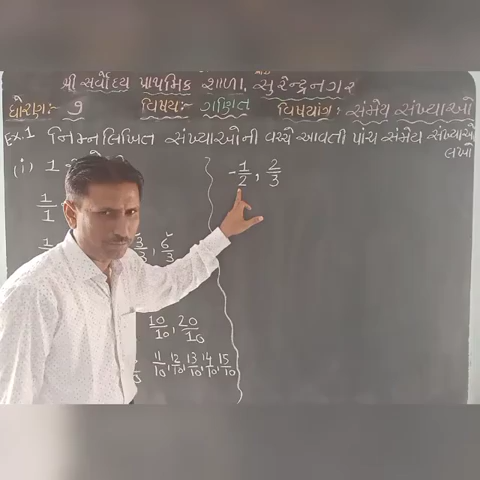 શ્રી સર્વોદય પ્રાથમિક શાળા, સુરેન્દ્રનગર
ધોરણ:- ૭ વિષય:- ગણિત વિષયાંગ: સંમેય સંખ્યાઓ
Ex.1 નિમ્નલિખિત સંખ્યાઓની વચ્ચે આવતી પાંચ સંમેય સંખ્યાઓ
લખો
(i) 1
-1/2, 2/3
1/1
3/3, 6/3
10/10, 20/10
11/10, 12/10, 13/10, 14/10, 15/10